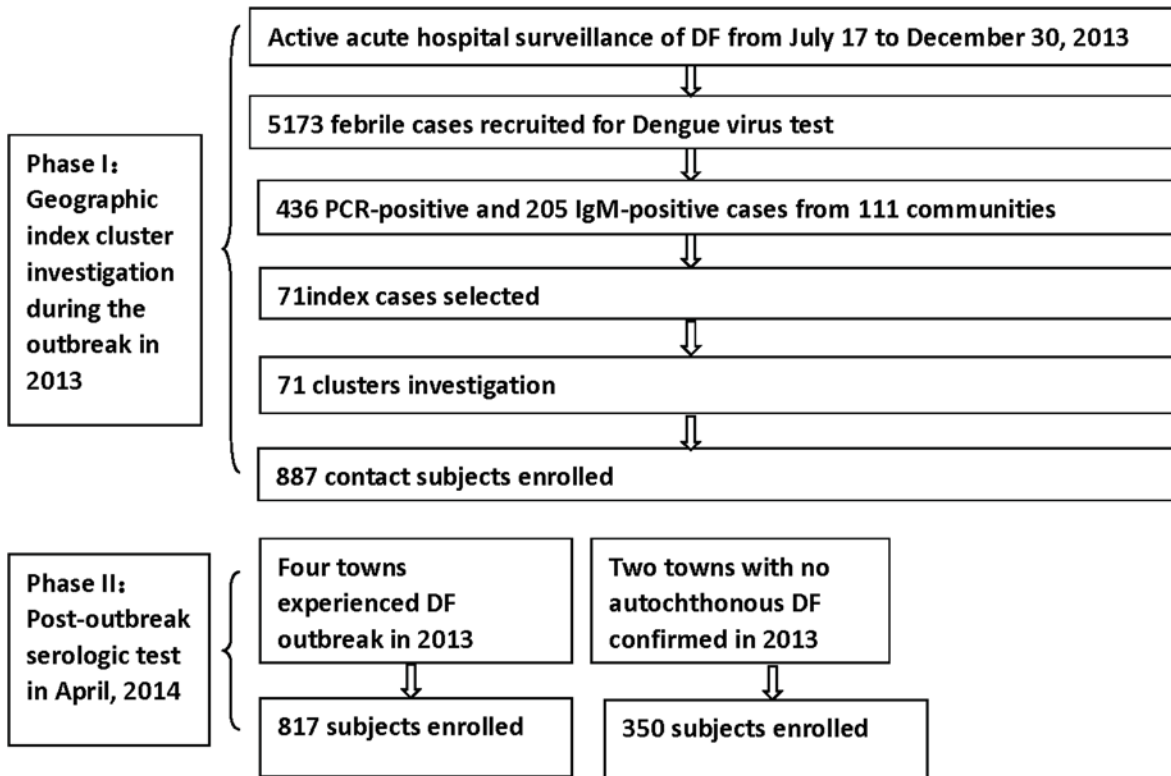 Active acute hospital surveillance of DF from July 17 to December 30, 2013
5173 febrile cases recruited for Dengue virus test
Phase I：
Geographic
index cluster
investigation
during the
outbreak in
2013
436 PCR-positive and 205 IgM-positive cases from 111 communities
71index cases selected
71 clusters investigation
887 contact subjects enrolled
Phase II：
Post-outbreak
serologic test
in April, 2014
Four towns
experienced DF
outbreak in 2013
Two towns with no
autochthonous DF
confirmed in 2013
817 subjects enrolled
350 subjects enrolled